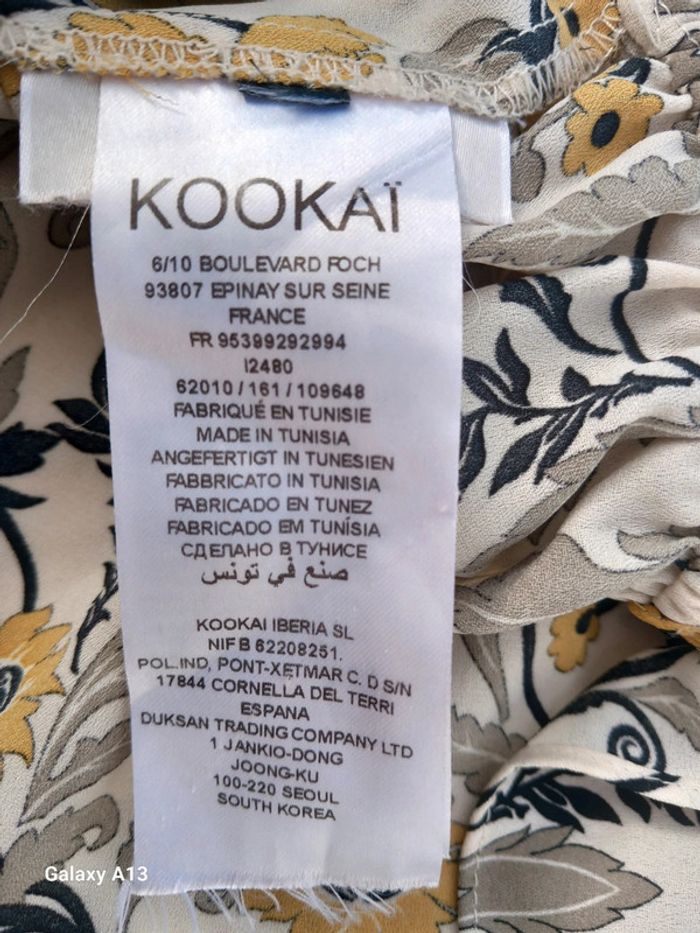 KOOKAÏ
6/10 BOULEVARD FOCH
93807 EPINAY SUR SEINE
FRANCE
FR 95399292994
I2480
62010 / 161 / 109648
FABRIQUÉ EN TUNISIE
MADE IN TUNISIA
ANGEFERTIGT IN TUNESIEN
FABBRICATO IN TUNISIA
FABRICADO EN TUNEZ
FABRICADO EM TUNÍSIA
СДЕЛАНО В ТУНИСЕ
صنع في تونس
KOOKAI IBERIA SL
NIF B 62208251.
POL.IND, PONT-XETMAR C. D S/N
17844 CORNELLA DEL TERRI
ESPANA
DUKSAN TRADING COMPANY LTD
1 JANKIO-DONG
JOONG-KU
100-220 SEOUL
SOUTH KOREA
Galaxy A13